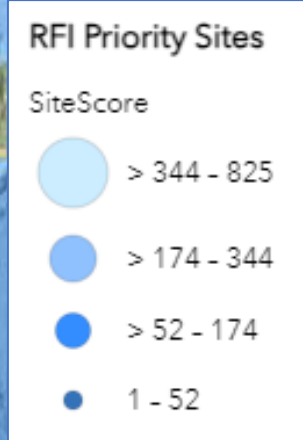 RFI Priority Sites
SiteScore
> 344 - 825
> 174 - 344
> 52 - 174
1 - 52